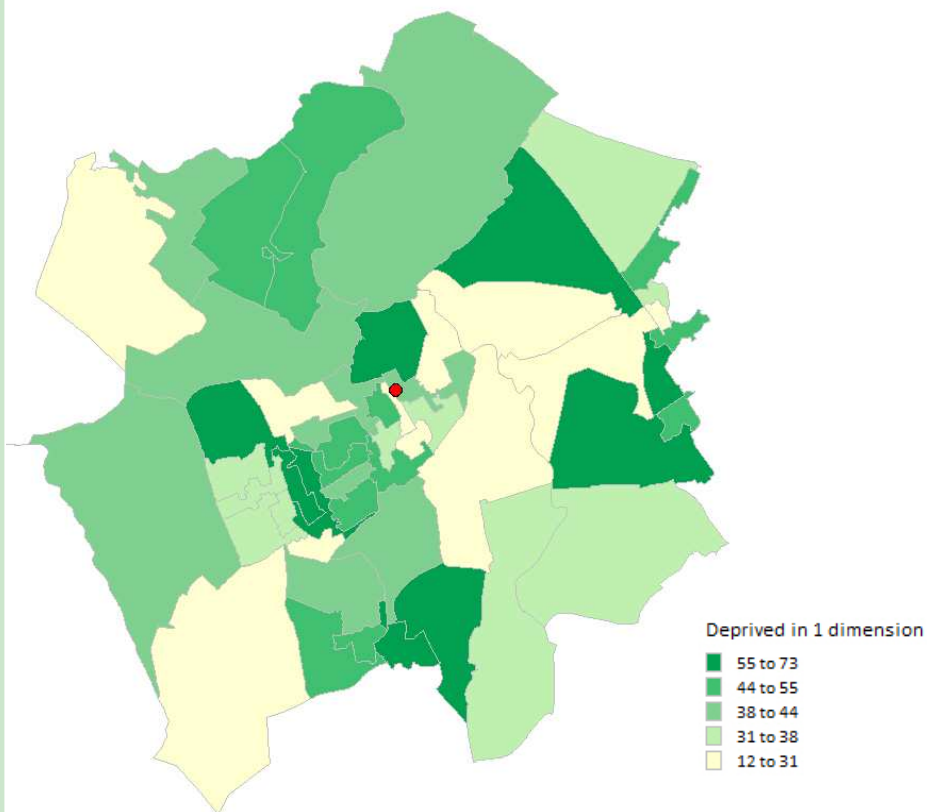 Deprived in 1 dimension
55 to 73
44 to 55
38 to 44
31 to 38
12 to 31